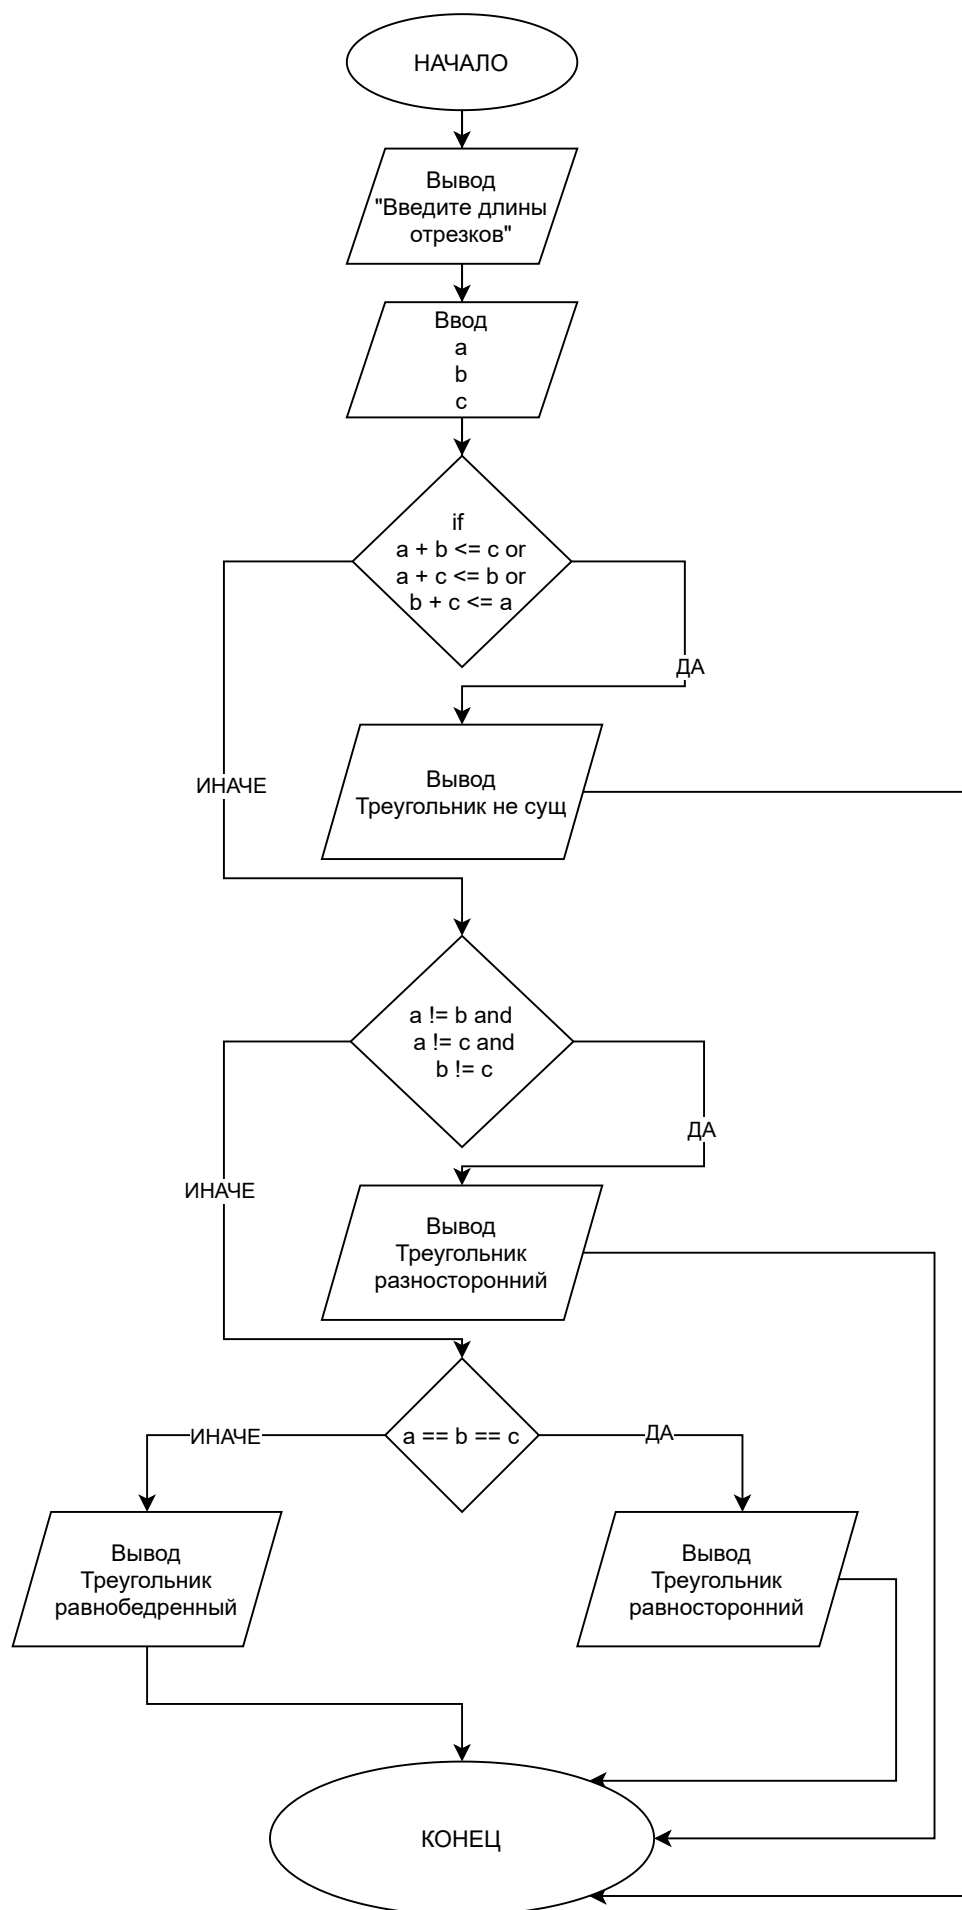 НАЧАЛО
Вывод
"Введите длины
отрезков"
Ввод
a
b
c
if
a + b <= c or
a + c <= b or
b + c <= a
ДА
ИНАЧЕ
Вывод
Треугольник не сущ
a != b and
a != c and
b != c
ДА
ИНАЧЕ
Вывод
Треугольник
разносторонний
a == b == c
ИНАЧЕ
ДА
Вывод
Треугольник
равнобедренный
Вывод
Треугольник
равносторонний
КОНЕЦ